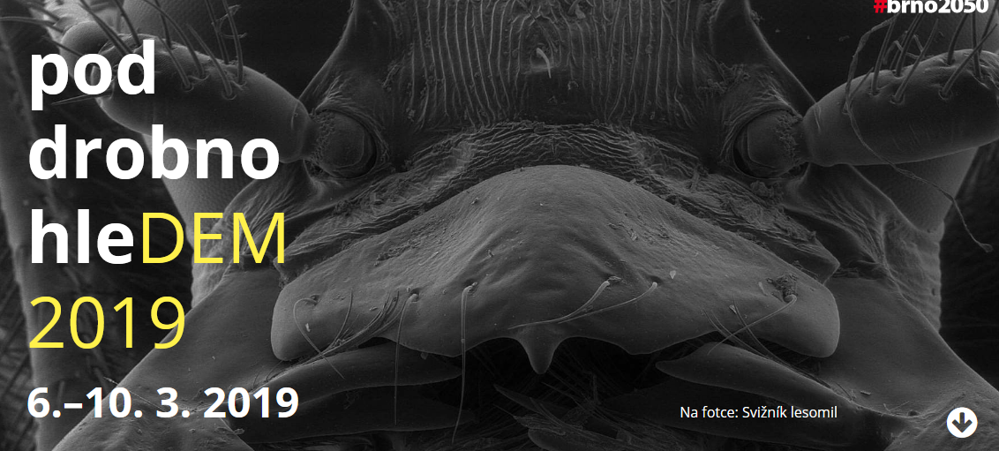 #brno2050
pod
drobno
hleDEM
2019
6.–10. 3. 2019
Na fotce: Svižník lesomil